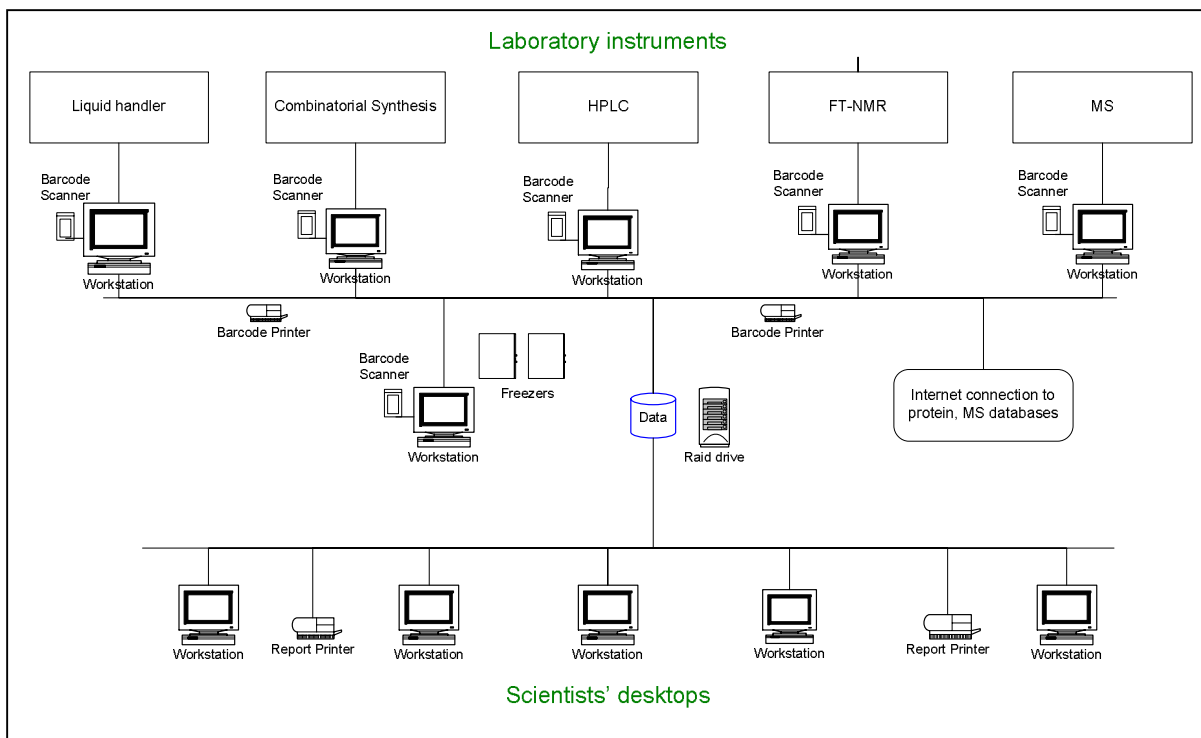 Laboratory instruments
Liquid handler
Combinatorial Synthesis
HPLC
FT-NMR
MS
Barcode
Scanner
Barcode
Scanner
Barcode
Scanner
Barcode
Scanner
Barcode
Scanner
Workstation
Workstation
Workstation
Workstation
Workstation
Barcode Printer
Barcode Printer
Barcode
Scanner
Freezers
Workstation
Data
Raid drive
Internet connection to
protein, MS databases
Workstation
Report Printer
Workstation
Workstation
Workstation
Report Printer
Workstation
Scientists' desktops